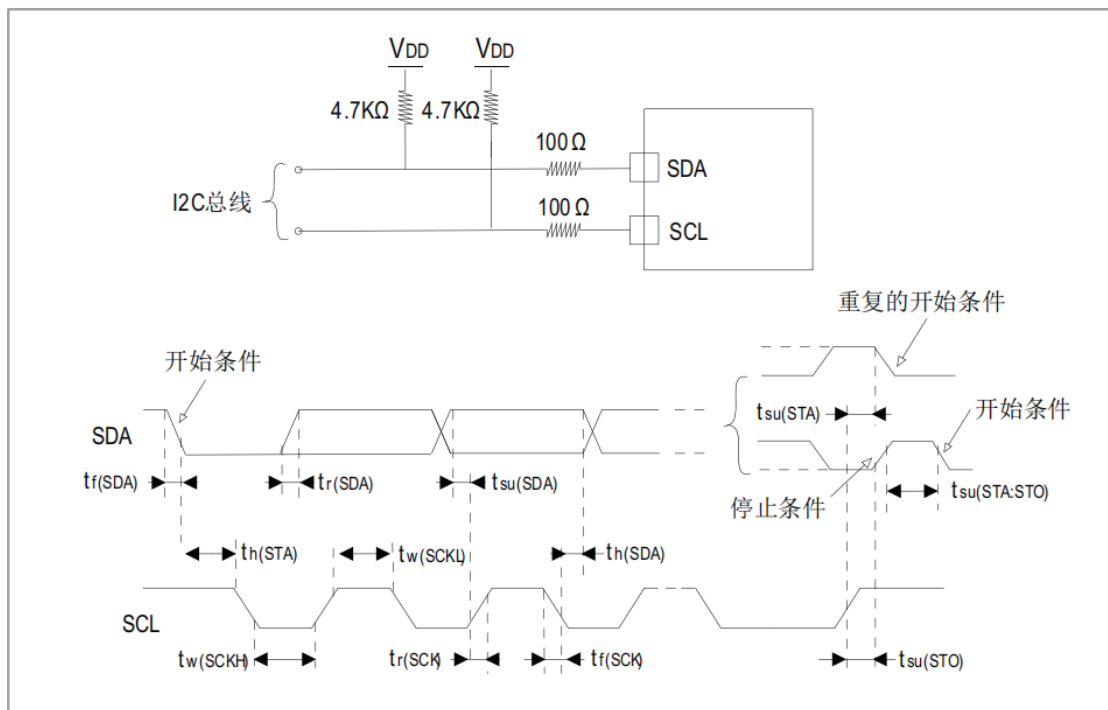 VDD VDD
4.7KΩ 4.7KΩ
100Ω
SDA
I2C总线
100Ω
SCL
重复的开始条件
开始条件
tsu(STA)
开始条件
SDA
tf(SDA)
tr(SDA)
tsu(SDA)
停止条件
tsu(STA:STO)
th(STA)
tw(SCKL)
th(SDA)
SCL
tw(SCKH)
tr(SCK)
tf(SCK)
tsu(STO)